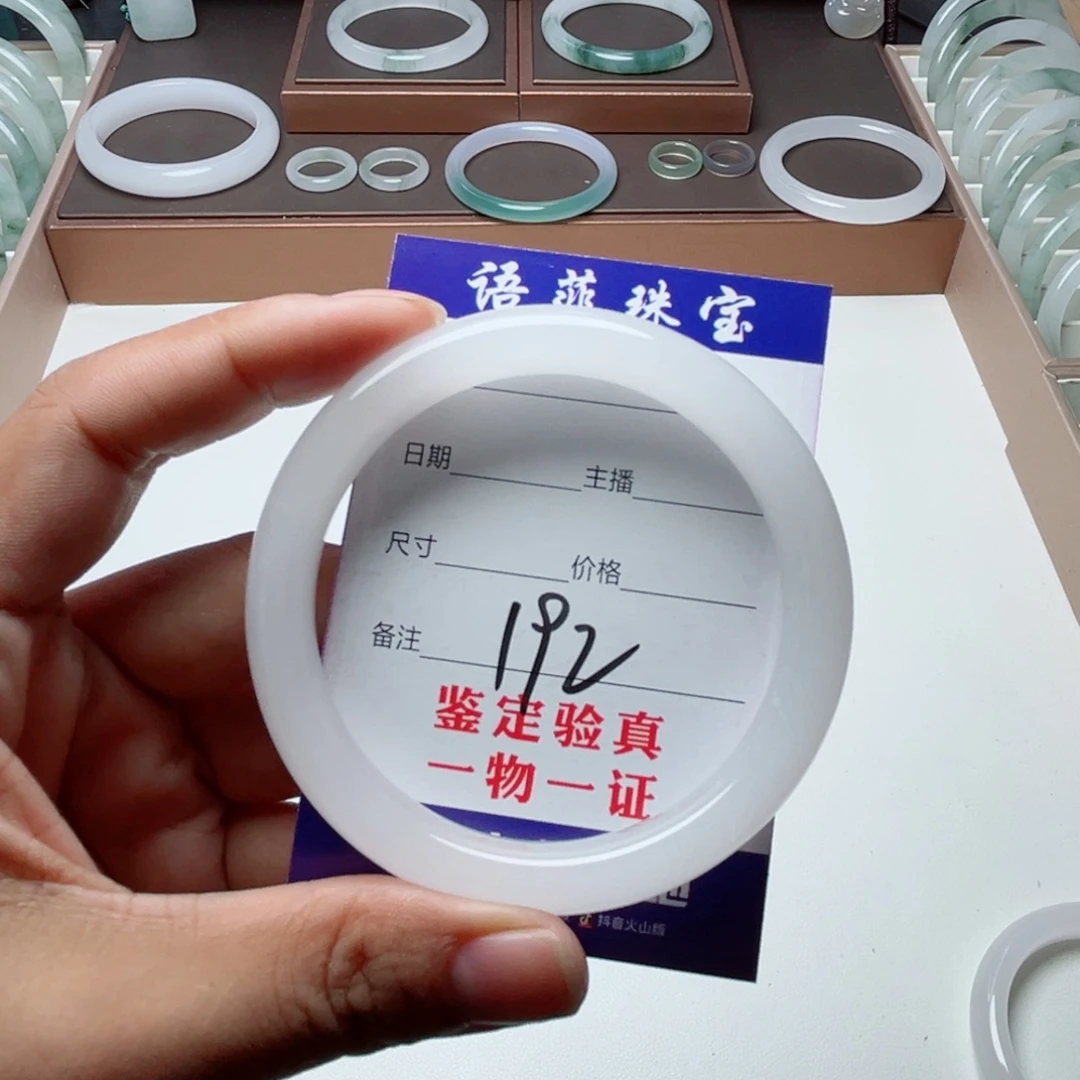 语菲珠宝
日期 主播
尺寸 价格
备注 192
鉴定验真
一物一证
抖音火山版